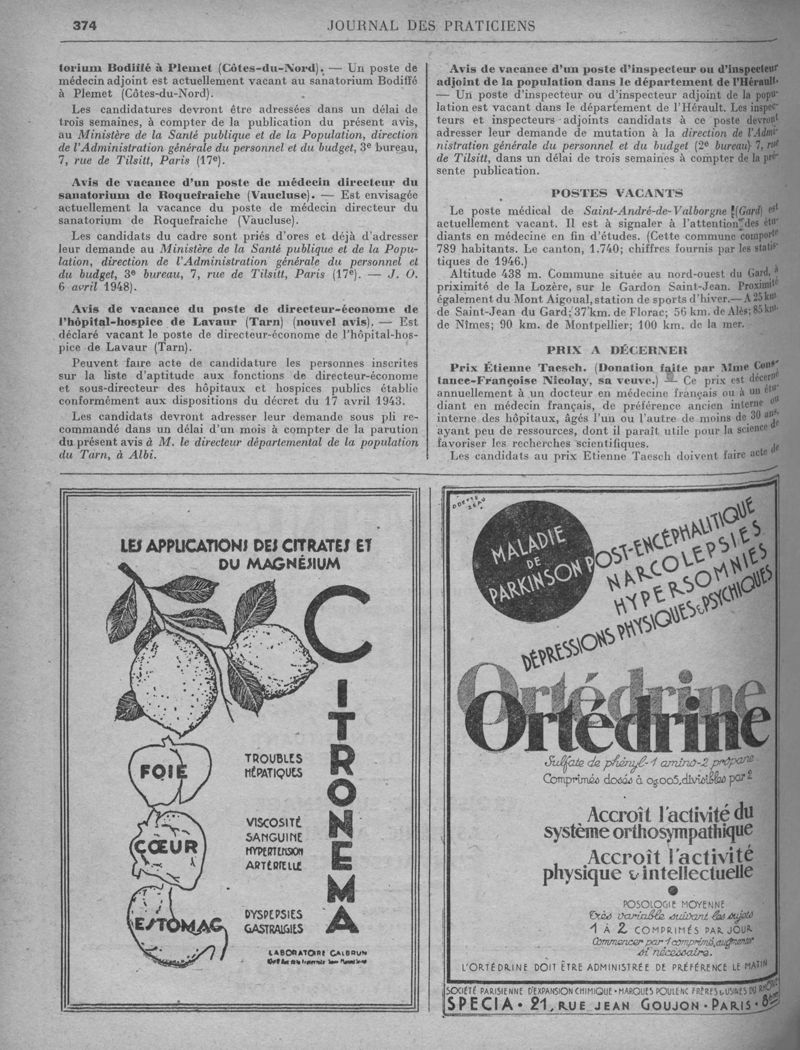 374
JOURNAL DES PRATICIENS
torium Bodiffé à Plemet (Côtes-du-Nord). — Un poste de
médecin adjoint est actuellement vacant au sanatorium Bodiffé
à Plemet (Côtes-du-Nord).
Les candidatures devront être adressées dans un délai de
trois semaines, à compter de la publication du présent avis,
au Ministère de la Santé publique et de la Population, direction
de l'Administration générale du personnel et du budget, 3e bureau,
7, rue de Tilsitt, Paris (17e).
Avis de vacance d'un poste de médecin directeur du
sanatorium de Roquefraiche (Vaucluse). — Est envisagée
actuellement la vacance du poste de médecin directeur du
sanatorium de Roquefraiche (Vaucluse).
Les candidats du cadre sont priés d'ores et déjà d'adresser
leur demande au Ministère de la Santé publique et de la Popu-
lation, direction de l'Administration générale du personnel et
du budget, 3e bureau, 7, rue de Tilsitt, Paris (17e). — J. O.
6 avril 1948).
Avis de vacance du poste de directeur-économe de
l'hôpital-hospice de Lavaur (Tarn) (nouvel avis). — Est
déclaré vacant le poste de directeur-économe de l'hôpital-hos-
pice de Lavaur (Tarn).
Peuvent faire acte de candidature les personnes inscrites
sur la liste d'aptitude aux fonctions de directeur-économe
et sous-directeur des hôpitaux et hospices publics établie
conformément aux dispositions du décret du 17 avril 1943.
Les candidats devront adresser leur demande sous pli re-
commandé dans un délai d'un mois à compter de la parution
du présent avis à M. le directeur départemental de la population
du Tarn, à Albi.
Avis de vacance d'un poste d'inspecteur ou d'inspecteur
adjoint de la population dans le département de l'Hérault.
— Un poste d'inspecteur ou d'inspecteur adjoint de la popu-
lation est vacant dans le département de l'Hérault. Les inspec-
teurs et inspecteurs adjoints candidats à ce poste devront
adresser leur demande de mutation à la direction de l'Admi-
nistration générale du personnel et du budget (2e bureau) 7, rue
de Tilsitt, dans un délai de trois semaines à compter de la pré-
sente publication.
POSTES VACANTS
Le poste médical de Saint-André-de-Valborgne (Gard) est
actuellement vacant. Il est à signaler à l'attention des étu-
diants en médecine en fin d'études. (Cette commune comporte
789 habitants. Le canton, 1.740; chiffres fournis par les statis-
tiques de 1946.)
Altitude 438 m. Commune située au nord-ouest du Gard, à
priximité de la Lozère, sur le Gardon Saint-Jean. Proximité
également du Mont Aigoual, station de sports d'hiver. — A 25 km.
de Saint-Jean du Gard; 37 km. de Florac; 56 km. de Alès; 85 km.
de Nîmes; 90 km. de Montpellier; 100 km. de la mer.
PRIX A DÉCERNER
Prix Étienne Taesch. (Donation faite par Mme Cons-
tance-Françoise Nicolay, sa veuve.) — Ce prix est décerné
annuellement à un docteur en médecine français ou à un étu-
diant en médecin français, de préférence ancien interne ou
interne des hôpitaux, âgés l'un ou l'autre de moins de 30 ans,
ayant peu de ressources, dont il paraît utile pour la science de
favoriser les recherches scientifiques.
Les candidats au prix Etienne Taesch doivent faire acte de
LES APPLICATIONS DES CITRATES ET
DU MAGNÉSIUM
CITRONEMA
FOIE
TROUBLES
HÉPATIQUES
CŒUR
VISCOSITÉ
SANGUINE
HYPERTENSION
ARTÉRIELLE
ESTOMAC
DYSPEPSIES
GASTRALGIES
LABORATOIRE GALBRUN
ODETTE
MALADIE
DE
PARKINSON POST-ENCÉPHALITIQUE
NARCOLEPSIES
HYPERSOMNIES
DÉPRESSIONS PHYSIQUES & PSYCHIQUES
Ortédrine
Sulfate de phényl-1 amino-2 propane
Comprimés dosés à 0g005, divisibles par 2
Accroît l'activité du
système orthosympathique
Accroît l'activité
physique & intellectuelle
POSOLOGIE MOYENNE
très variable suivant les sujets
1 À 2 COMPRIMÉS PAR JOUR
Commencer par 1 comprimé, augmenter
si nécessaire.
L'ORTÉDRINE DOIT ÊTRE ADMINISTRÉE DE PRÉFÉRENCE LE MATIN
SOCIÉTÉ PARISIENNE D'EXPANSION CHIMIQUE • MARQUES POULENC FRÈRES & USINES DU RHÔNE
SPECIA • 21, RUE JEAN GOUJON • PARIS • 8ème